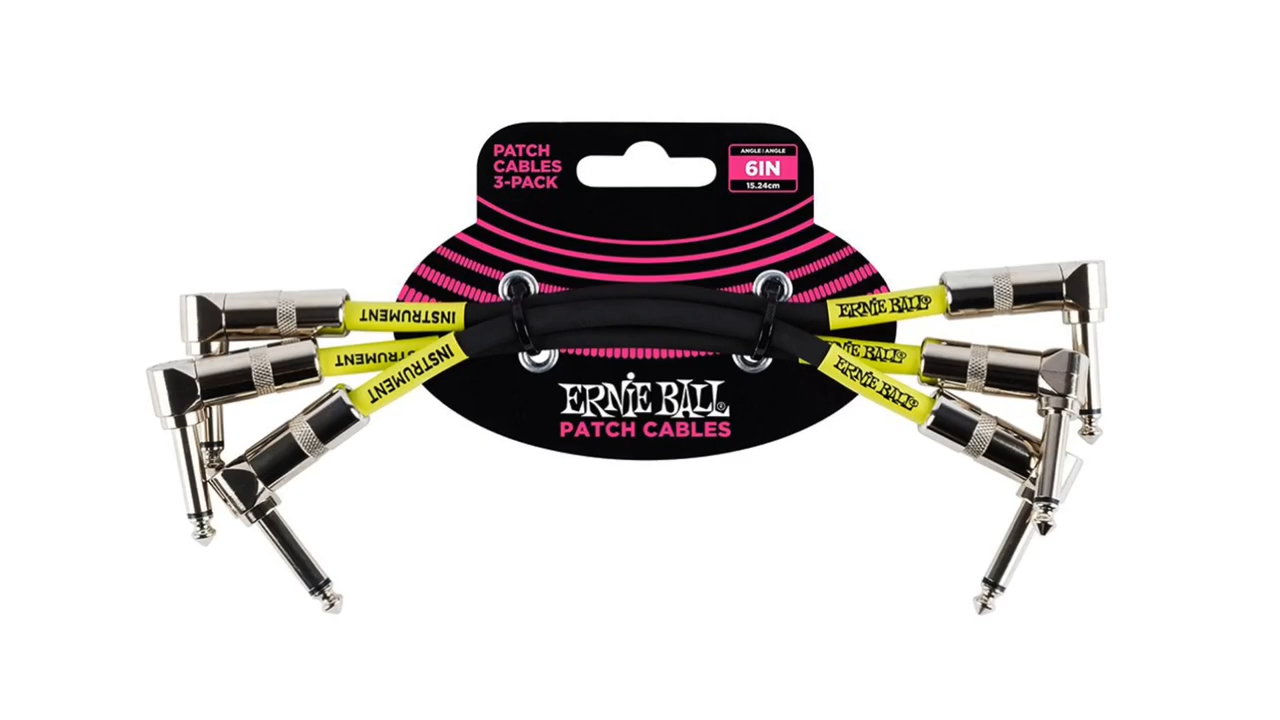 PATCH
CABLES
3-PACK
ANGLE | ANGLE
6IN
15.24cm
INSTRUMENT
ERNIE BALL®
INSTRUMENT
ERNIE BALL®
INSTRUMENT
ERNIE BALL®
ERNIE BALL®
PATCH CABLES